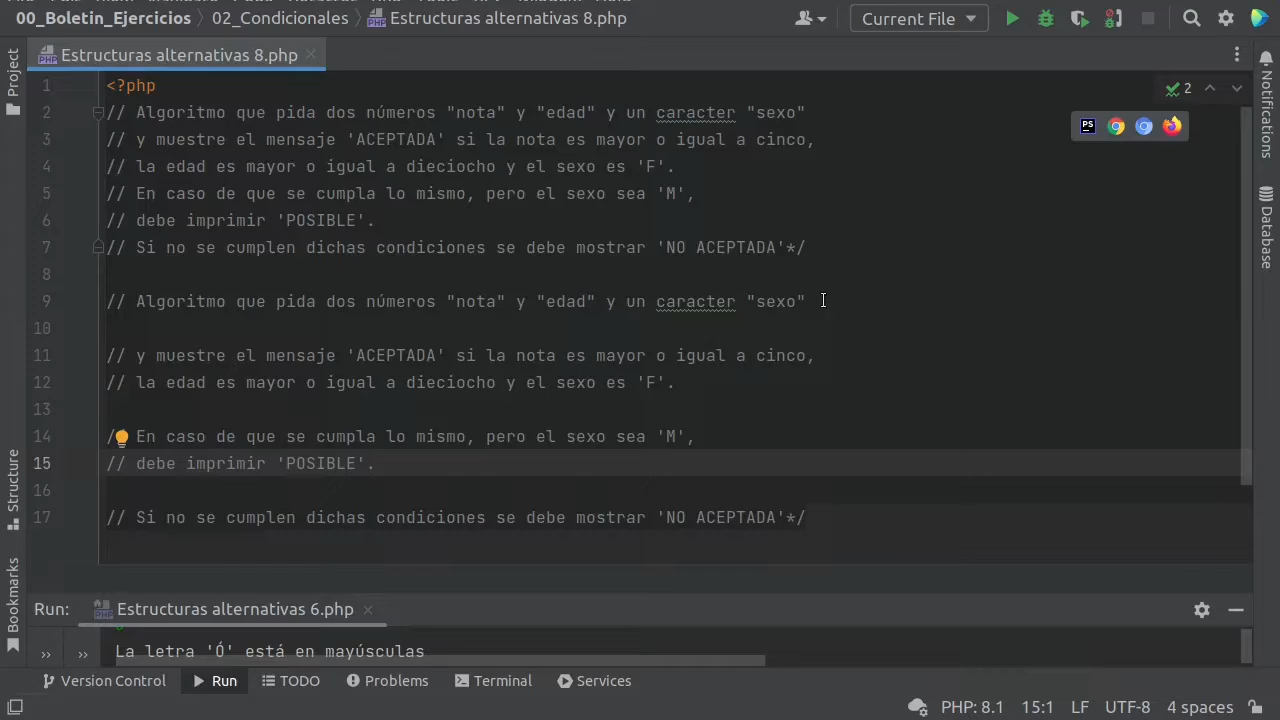 00_Boletin_Ejercicios 02_Condicionales Estructuras alternativas 8.php Current File
Estructuras alternativas 8.php
Project
1 <?php
2 // Algoritmo que pida dos números "nota" y "edad" y un caracter "sexo"
3 // y muestre el mensaje 'ACEPTADA' si la nota es mayor o igual a cinco,
4 // la edad es mayor o igual a dieciocho y el sexo es 'F'.
5 // En caso de que se cumpla lo mismo, pero el sexo sea 'M',
6 // debe imprimir 'POSIBLE'.
7 // Si no se cumplen dichas condiciones se debe mostrar 'NO ACEPTADA'*/
8
9 // Algoritmo que pida dos números "nota" y "edad" y un caracter "sexo"
10
11 // y muestre el mensaje 'ACEPTADA' si la nota es mayor o igual a cinco,
12 // la edad es mayor o igual a dieciocho y el sexo es 'F'.
13
14 / En caso de que se cumpla lo mismo, pero el sexo sea 'M',
15 // debe imprimir 'POSIBLE'.
16
17 // Si no se cumplen dichas condiciones se debe mostrar 'NO ACEPTADA'*/
2
PS
Notifications
Database
Structure
Bookmarks
Run: Estructuras alternativas 6.php
>> >> La letra 'Ó' está en mayúsculas
Version Control Run TODO Problems Terminal Services
PHP: 8.1 15:1 LF UTF-8 4 spaces